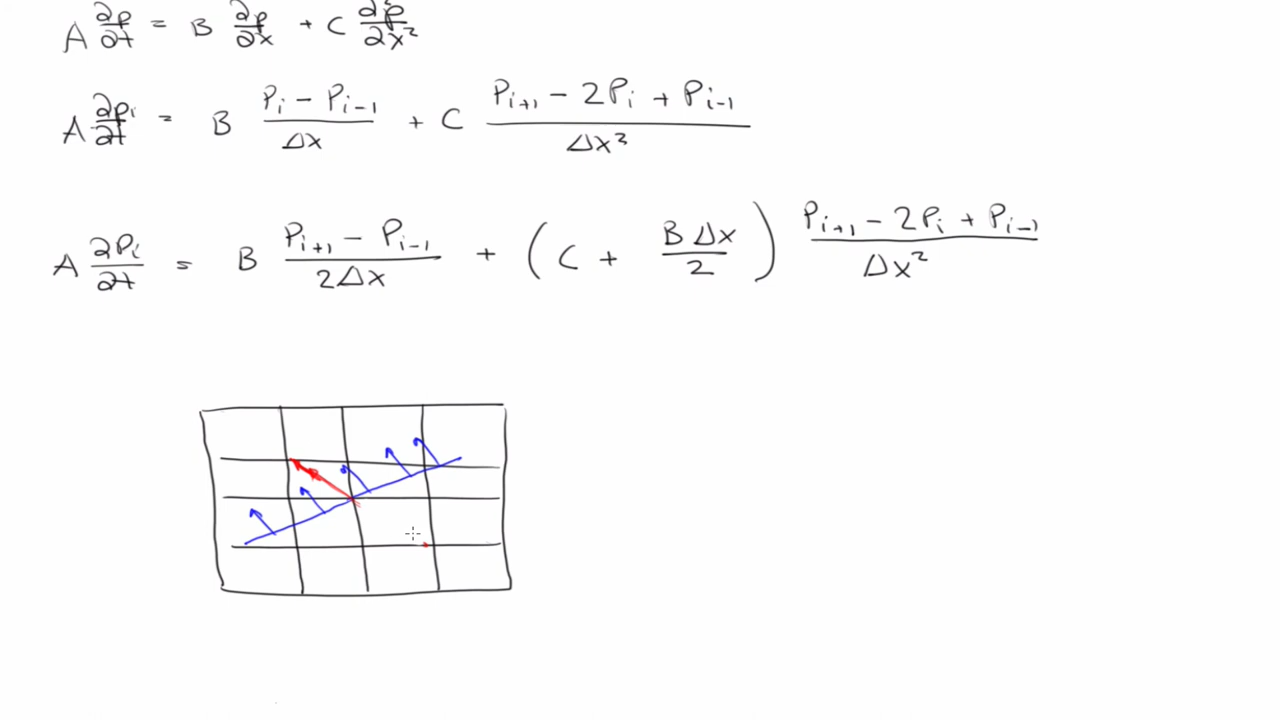 A ∂p/∂t = B ∂p/∂x + C ∂²p/∂x²
A ∂pᵢ/∂t = B (Pᵢ − Pᵢ₋₁)/Δx + C (Pᵢ₊₁ − 2Pᵢ + Pᵢ₋₁)/Δx²
A ∂Pᵢ/∂t = B (Pᵢ₊₁ − Pᵢ₋₁)/2Δx + (C + BΔx/2) (Pᵢ₊₁ − 2Pᵢ + Pᵢ₋₁)/Δx²